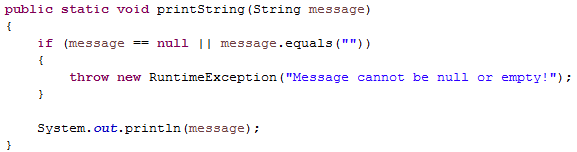 public static void printString(String message)
{
    if (message == null || message.equals(""))
    {
        throw new RuntimeException("Message cannot be null or empty!");
    }

    System.out.println(message);
}